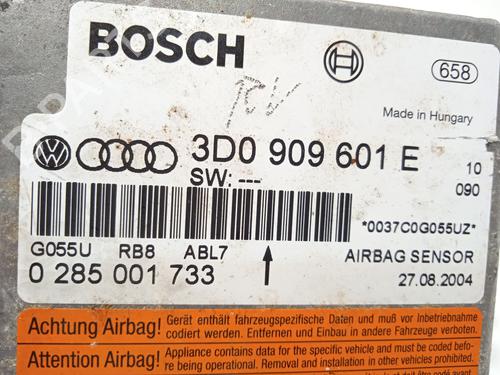 BOSCH
658
Made in Hungary
3D0 909 601 E
10
SW: ---
090
*0037C0G055UZ*
G055U RB8 ABL7
AIRBAG SENSOR
0 285 001 733
27.08.2004
Achtung Airbag! Gerät enthält fahrzeugspezifische Daten und muß vor Inbetriebnahme
codiert werden. Entfernen und Einbau in andere Fahrzeuge verboten.
Attention Airbag! Appliance contains data for the specific vehicle and must be coded before
being operating. Removal and installation in other vehicles prohibited.